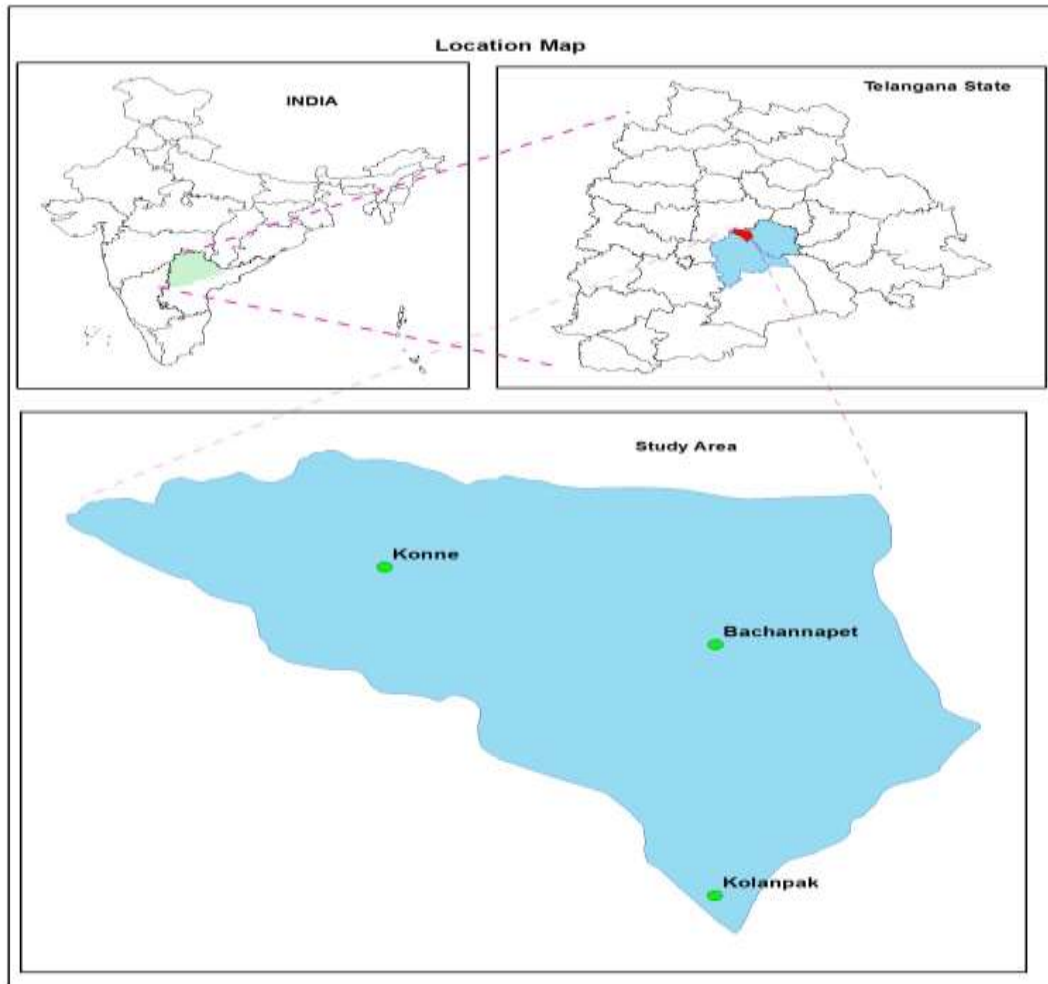 Location Map
INDIA
Telangana State
Study Area
Konne
Bachannapet
Kolanpak